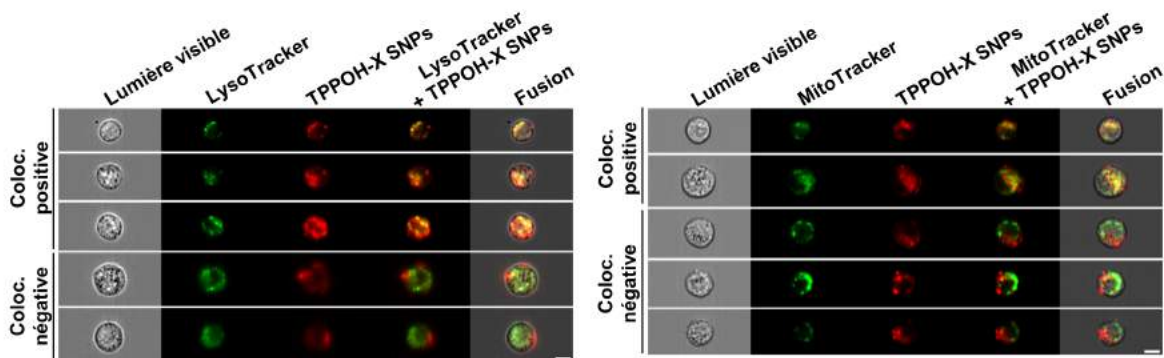 Lumière visible
LysoTracker
TPPOH-X SNPs
LysoTracker
+ TPPOH-X SNPs
Fusion
Coloc.
positive
Coloc.
négative
Lumière visible
MitoTracker
TPPOH-X SNPs
MitoTracker
+ TPPOH-X SNPs
Fusion
Coloc.
positive
Coloc.
négative